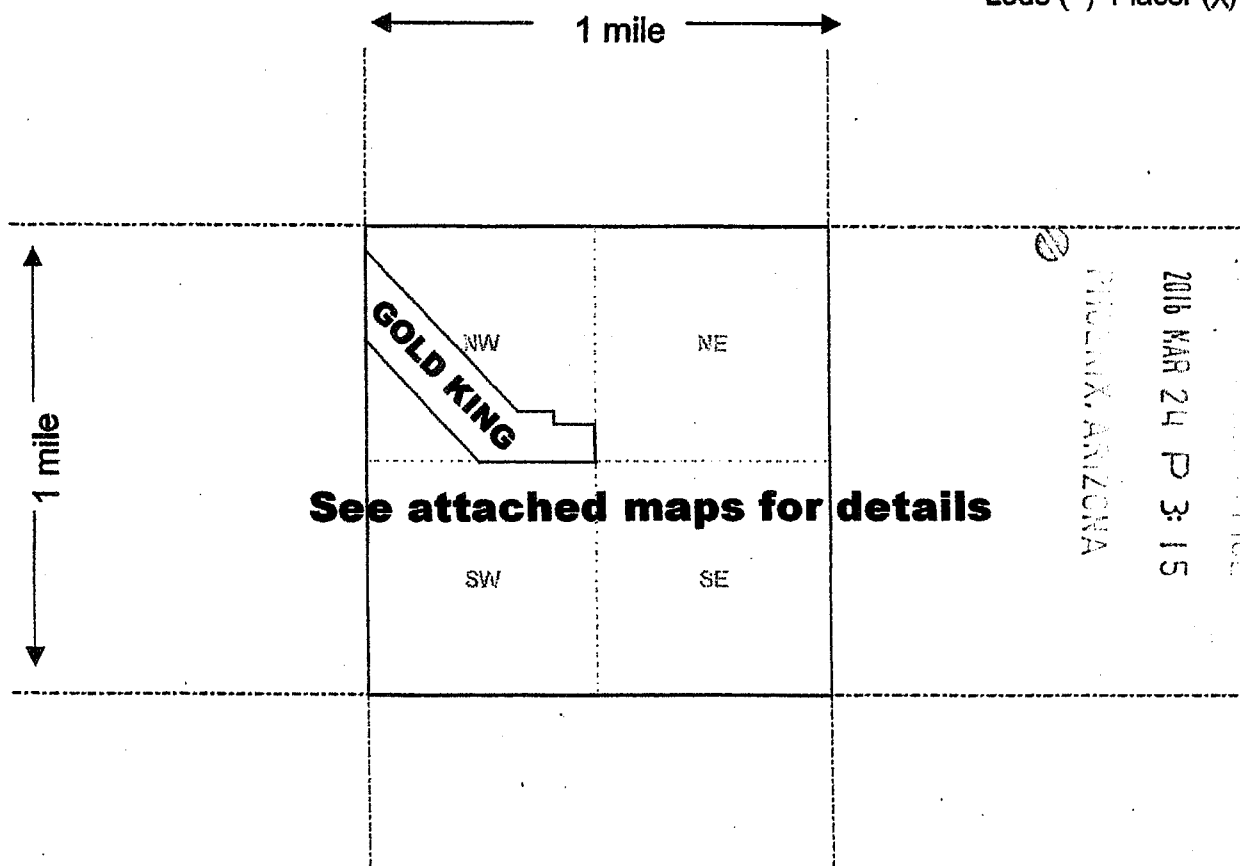 Lode ( ) Placer (X)
1 mile
1 mile
GOLD KING
NW
NE
See attached maps for details
SW
SE
2016 MAR 24 P 3:15
PHOENIX, ARIZONA